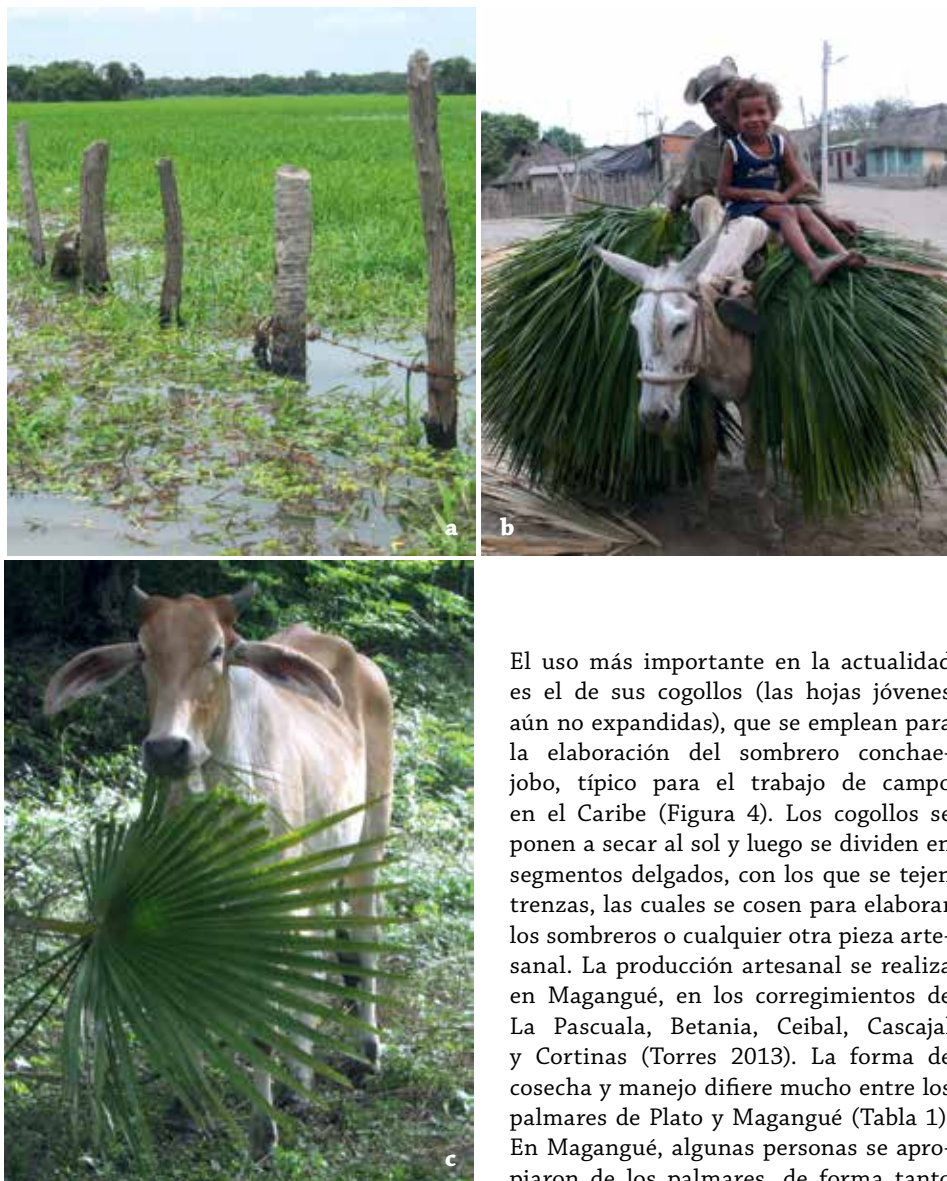 a
b
c
El uso más importante en la actualidad
es el de sus cogollos (las hojas jóvenes
aún no expandidas), que se emplean para
la elaboración del sombrero conchae-
jobo, típico para el trabajo de campo
en el Caribe (Figura 4). Los cogollos se
ponen a secar al sol y luego se dividen en
segmentos delgados, con los que se tejen
trenzas, las cuales se cosen para elaborar
los sombreros o cualquier otra pieza arte-
sanal. La producción artesanal se realiza
en Magangué, en los corregimientos de
La Pascuala, Betania, Ceibal, Cascajal
y Cortinas (Torres 2013). La forma de
cosecha y manejo difiere mucho entre los
palmares de Plato y Magangué (Tabla 1)
En Magangué, algunas personas se apro-
piaron de los palmares, de forma tanto